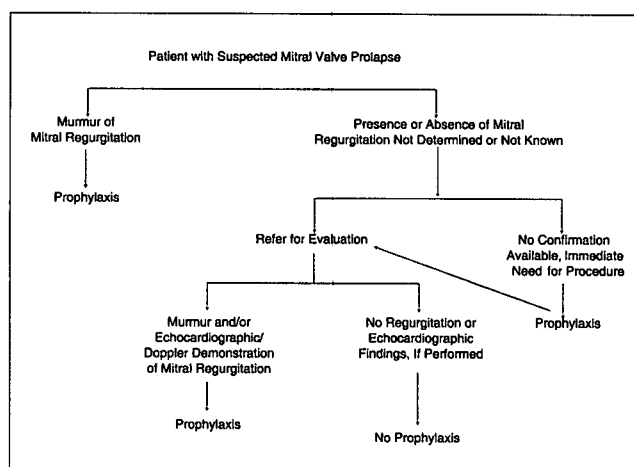 Patient with Suspected Mitral Valve Prolapse
Murmur of
Mitral Regurgitation
Presence or Absence of Mitral
Regurgitation Not Determined or Not Known
Prophylaxis
Refer for Evaluation
No Confirmation
Available, Immediate
Need for Procedure
Murmur and/or
Echocardiographic/
Doppler Demonstration
of Mitral Regurgitation
No Regurgitation or
Echocardiographic
Findings, If Performed
Prophylaxis
Prophylaxis
No Prophylaxis